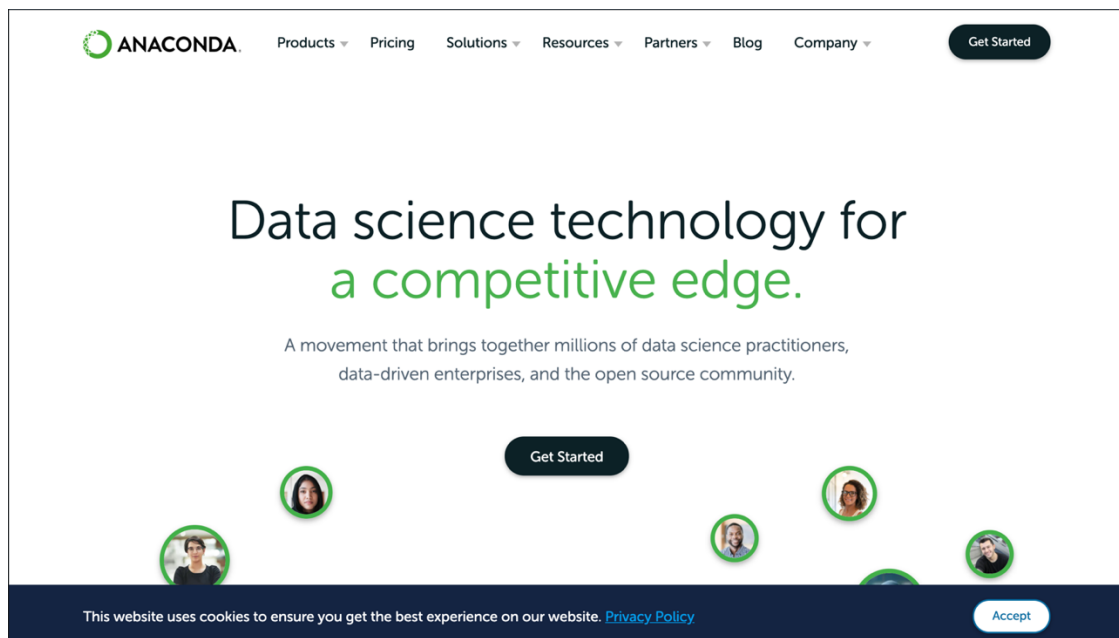 ANACONDA.
Products
Pricing
Solutions
Resources
Partners
Blog
Company
Get Started
Data science technology for
a competitive edge.
A movement that brings together millions of data science practitioners,
data-driven enterprises, and the open source community.
Get Started
This website uses cookies to ensure you get the best experience on our website. Privacy Policy
Accept